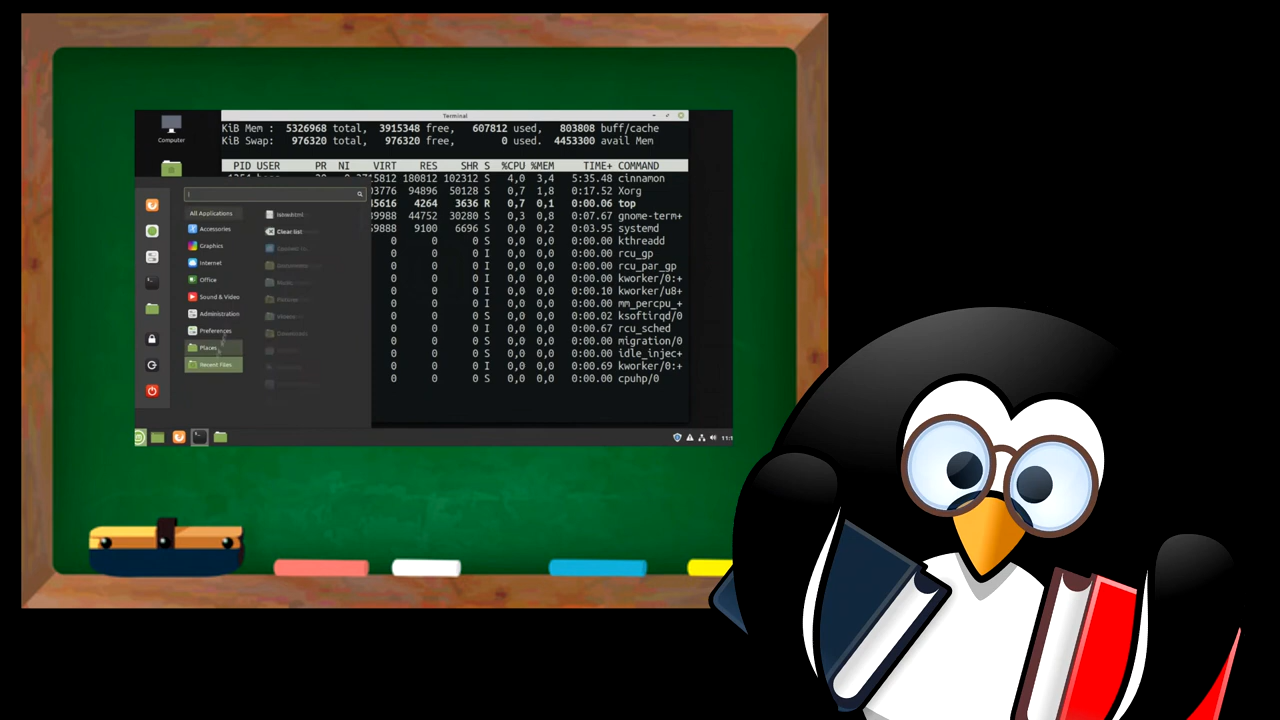 Terminal
Computer
KiB Mem : 5326968 total, 3915348 free, 607812 used, 803808 buff/cache
KiB Swap: 976320 total, 976320 free, 0 used. 4453300 avail Mem
PID USER PR NI VIRT RES SHR S %CPU %MEM TIME+ COMMAND
180812 102312 S 4,0 3,4 5:35.48 cinnamon
03776 94896 50128 S 0,7 1,8 0:17.52 Xorg
45616 4264 3636 R 0,7 0,1 0:00.06 top
39988 44752 30280 S 0,3 0,8 0:07.67 gnome-term+
59888 9100 6696 S 0,0 0,2 0:03.95 systemd
0 0 0 S 0,0 0,0 0:00.00 kthreadd
0 0 0 I 0,0 0,0 0:00.00 rcu_gp
0 0 0 I 0,0 0,0 0:00.00 rcu_par_gp
0 0 0 I 0,0 0,0 0:00.00 kworker/0:+
0 0 0 I 0,0 0,0 0:00.10 kworker/u8+
0 0 0 I 0,0 0,0 0:00.00 mm_percpu_+
0 0 0 S 0,0 0,0 0:00.02 ksoftirqd/0
0 0 0 I 0,0 0,0 0:00.67 rcu_sched
0 0 0 S 0,0 0,0 0:00.00 migration/0
0 0 0 S 0,0 0,0 0:00.00 idle_injec+
0 0 0 I 0,0 0,0 0:00.69 kworker/0:+
0 0 0 S 0,0 0,0 0:00.00 cpuhp/0
All Applications
Accessories
Graphics
Internet
Office
Sound & Video
Administration
Preferences
Places
Recent Files
Clear list
11:1